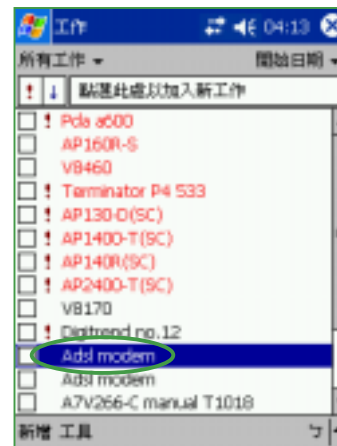 工作 04:13
所有工作 開始日期
! ↓ 點選此處以加入新工作
! Pda a600
AP160R-S
V8460
! Terminator P4 533
! AP130-D(SC)
! AP1400-T(SC)
! AP140R(SC)
! AP2400-T(SC)
V8170
! Digitrend no.12
Adsl modem
Adsl modem
A7V266-C manual T1018
新增 工具 ㄅ